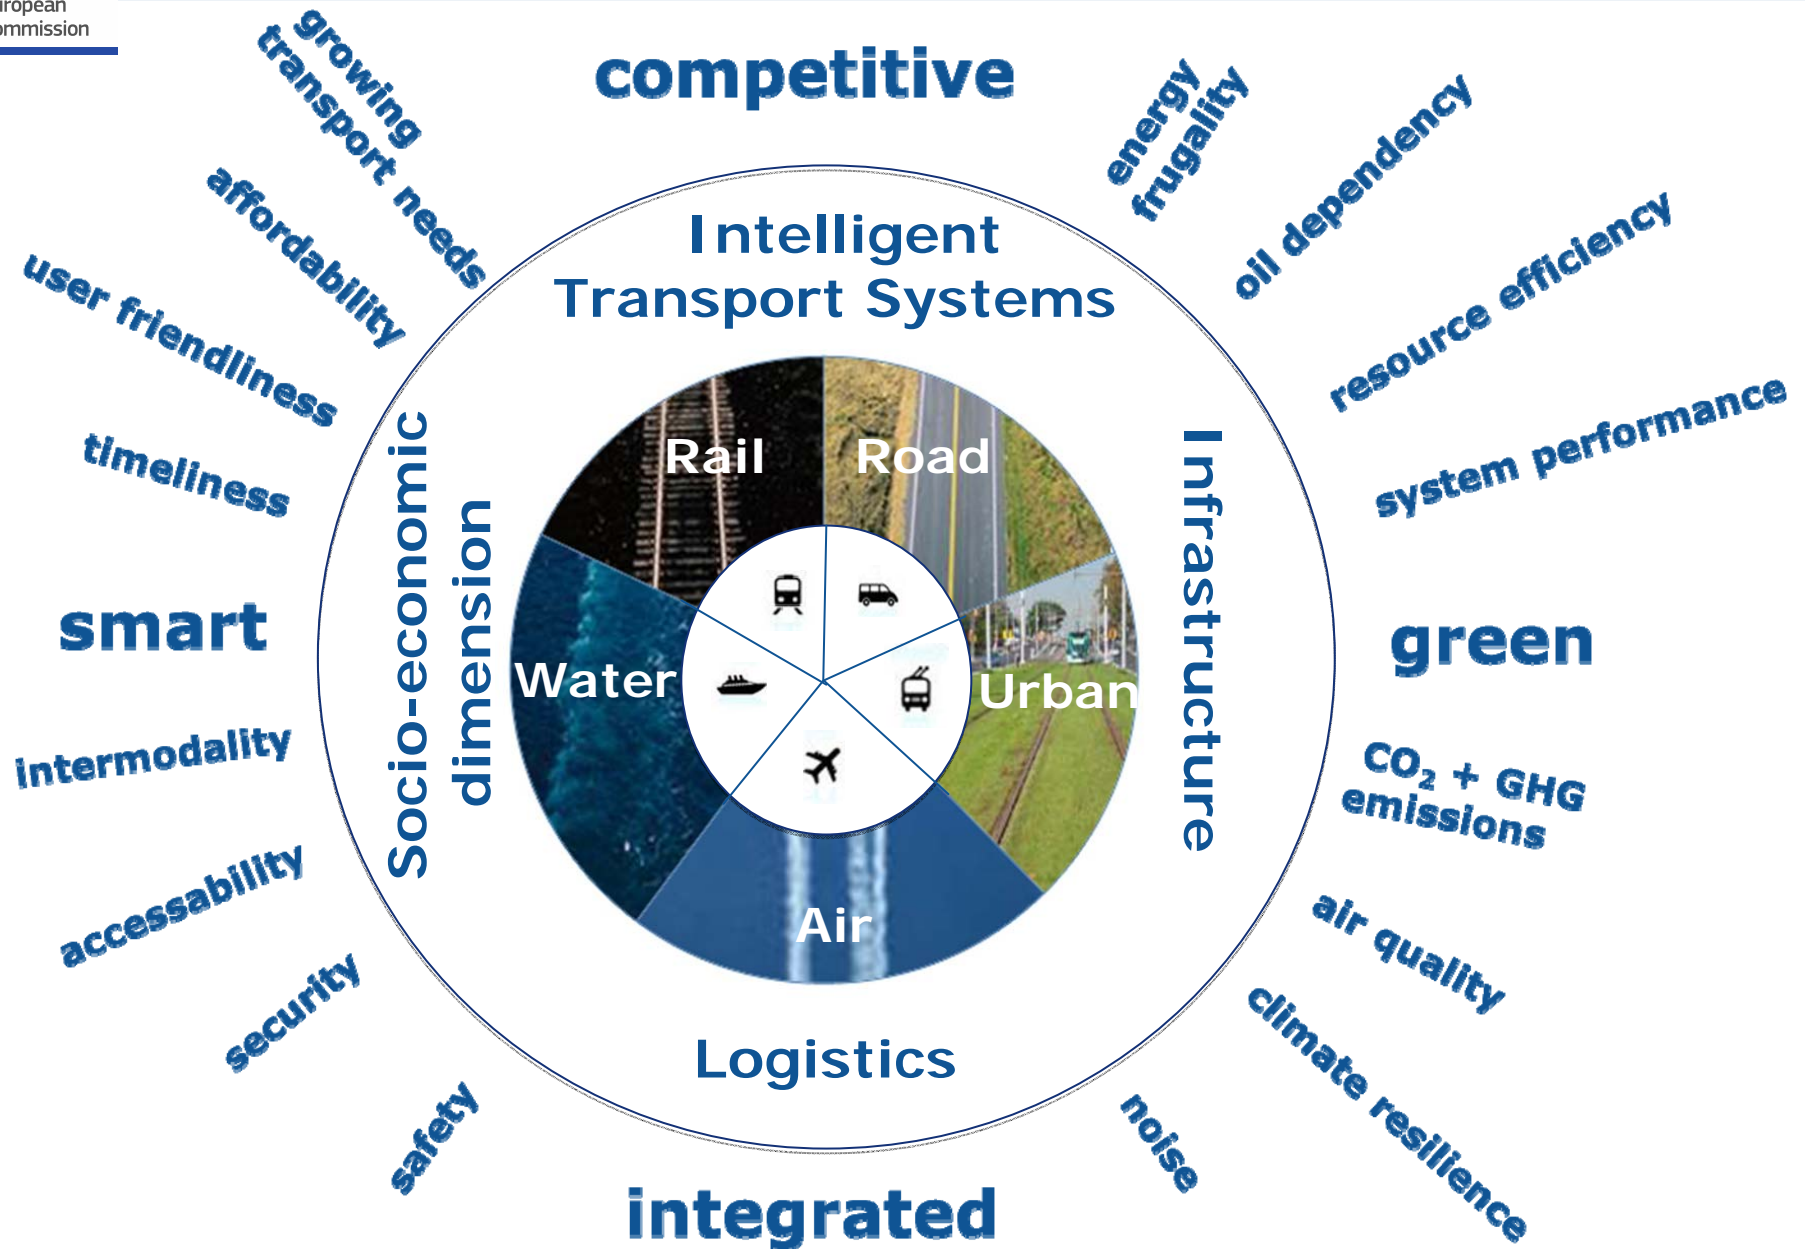 European
Commission
growing
transport needs
competitive
energy
frugality
oil dependency
affordability
resource efficiency
user friendliness
system performance
timeliness
smart
green
intermodality
CO₂ + GHG
emissions
accessability
air quality
security
climate resilience
safety
noise
integrated
Intelligent
Transport Systems
Socio-economic
dimension
Infrastructure
Logistics
Rail
Road
Water
Urban
Air